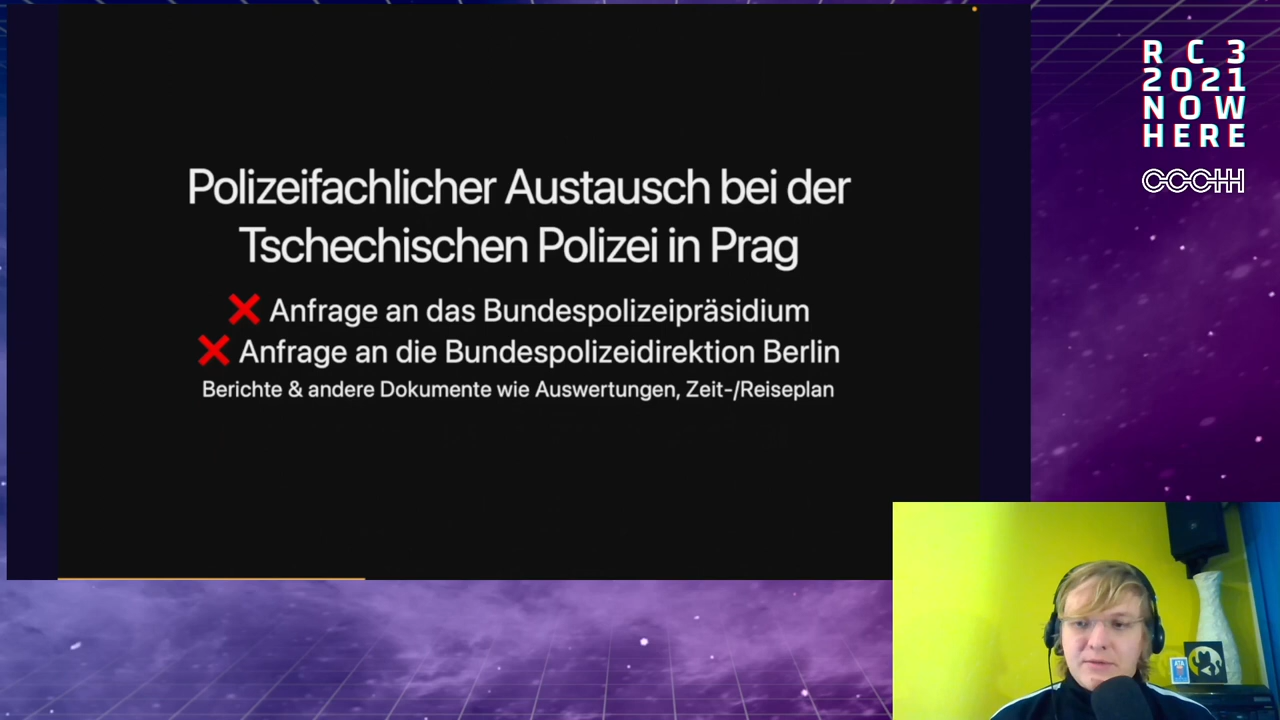 Polizeifachlicher Austausch bei der
Tschechischen Polizei in Prag
❌ Anfrage an das Bundespolizeipräsidium
❌ Anfrage an die Bundespolizeidirektion Berlin
Berichte & andere Dokumente wie Auswertungen, Zeit-/Reiseplan
R C 3
2021
NOW
HERE
CCCHH